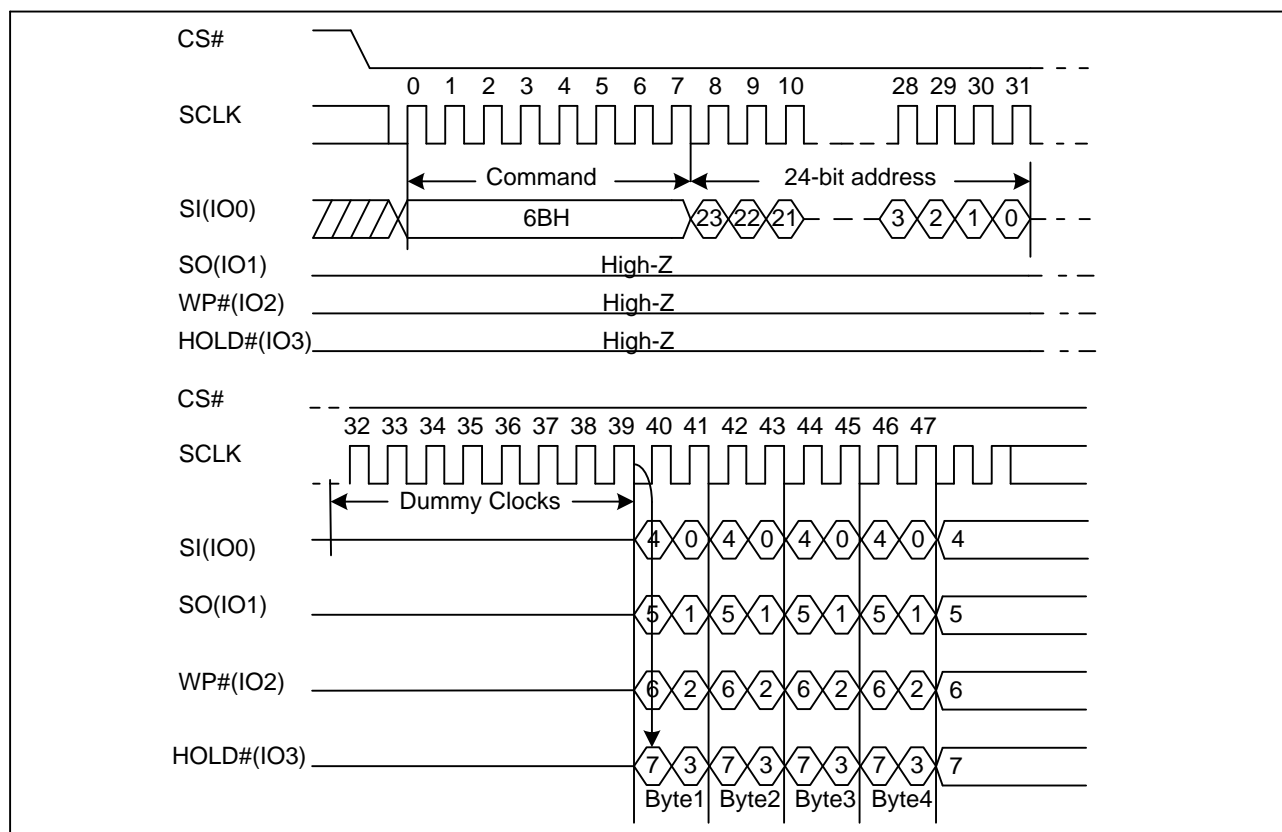 CS#
0 1 2 3 4 5 6 7 8 9 10 28 29 30 31
SCLK
Command 24-bit address
SI(IO0) 6BH 23 22 21 3 2 1 0
SO(IO1) High-Z
WP#(IO2) High-Z
HOLD#(IO3) High-Z
CS#
32 33 34 35 36 37 38 39 40 41 42 43 44 45 46 47
SCLK
Dummy Clocks
SI(IO0) 4 0 4 0 4 0 4 0 4
SO(IO1) 5 1 5 1 5 1 5 1 5
WP#(IO2) 6 2 6 2 6 2 6 2 6
HOLD#(IO3) 7 3 7 3 7 3 7 3 7
Byte1 Byte2 Byte3 Byte4